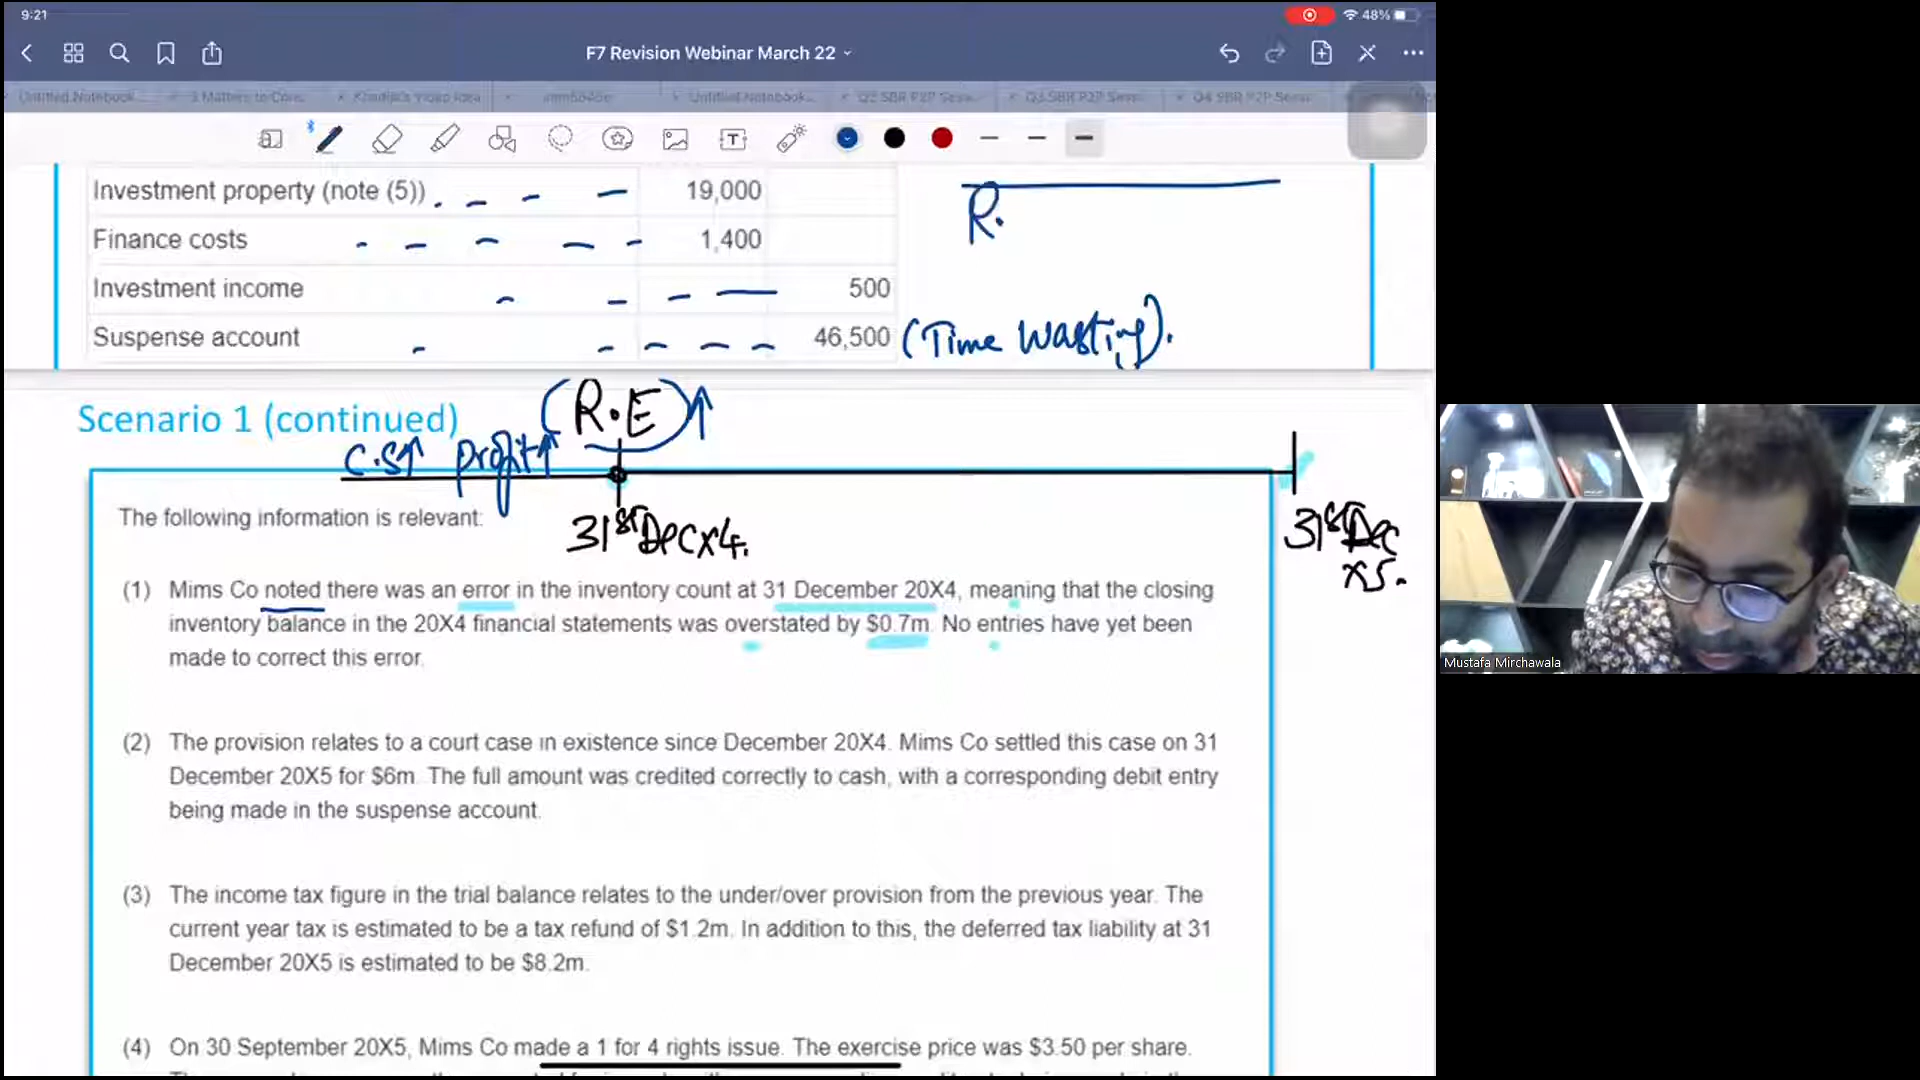 9:21
48%
F7 Revision Webinar March 22
Untitled Notebook...
Untitled Notebook...
Investment property (note (5)) 19,000
R.
Finance costs 1,400
Investment income 500
Suspense account 46,500 (Time Wasting).
Scenario 1 (continued) (R.E)↑
C.S↑ Profit↑
The following information is relevant:
31st Dec x4.
31st Dec
x5.
(1) Mims Co noted there was an error in the inventory count at 31 December 20X4, meaning that the closing
inventory balance in the 20X4 financial statements was overstated by $0.7m. No entries have yet been
made to correct this error.
Mustafa Mirchawala
(2) The provision relates to a court case in existence since December 20X4. Mims Co settled this case on 31
December 20X5 for $6m. The full amount was credited correctly to cash, with a corresponding debit entry
being made in the suspense account.
(3) The income tax figure in the trial balance relates to the under/over provision from the previous year. The
current year tax is estimated to be a tax refund of $1.2m. In addition to this, the deferred tax liability at 31
December 20X5 is estimated to be $8.2m.
(4) On 30 September 20X5, Mims Co made a 1 for 4 rights issue. The exercise price was $3.50 per share.